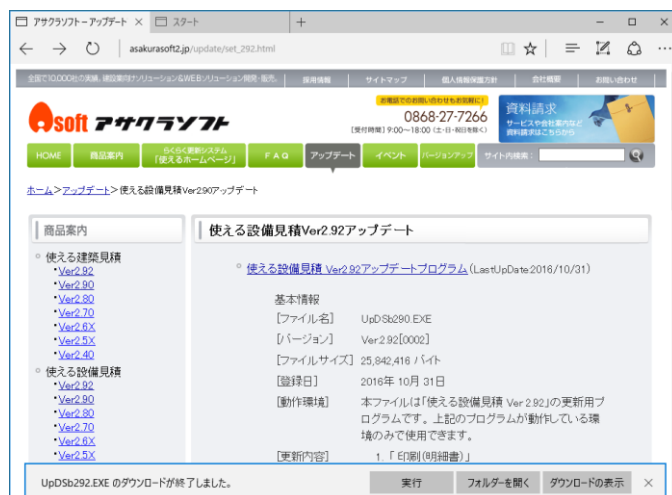 アサクラソフト－アップデート
スタート
asakurasoft2.jp/update/set_292.html
全国で10,000社の実績。建設業向けソリューション&WEBソリューション開発・販売。
採用情報
サイトマップ
個人情報保護方針
会社概要
お問い合わせ
Asoft アサクラソフト
お電話でのお問い合わせもお気軽に!
0868-27-7266
[受付時間] 9:00～18:00 (土・日・祝日を除く)
資料請求
サービスや会社案内など
資料請求はこちらから
HOME
商品案内
らくらく更新システム
「使えるホームページ」
FAQ
アップデート
イベント
バージョンアップ
サイト内検索：
ホーム＞アップデート＞使える設備見積Ver2.90アップデート
商品案内
使える建築見積
Ver2.92
Ver2.90
Ver2.80
Ver2.70
Ver2.6X
Ver2.5X
Ver2.40
使える設備見積
Ver2.92
Ver2.90
Ver2.80
Ver2.70
Ver2.6X
Ver2.5X
使える設備見積Ver2.92アップデート
使える設備見積 Ver2.92アップデートプログラム(LastUpDate:2016/10/31)
基本情報
[ファイル名] UpDSb290.EXE
[バージョン] Ver2.92[0002]
[ファイルサイズ] 25,842,416 バイト
[登録日] 2016年 10月 31日
[動作環境] 本ファイルは「使える設備見積 Ver 2.92」の更新用プ
ログラムです。上記のプログラムが動作している環
境のみで使用できます。
[更新内容] 1. 「印刷(明細書)」
UpDSb292.EXE のダウンロードが終了しました。
実行
フォルダーを開く
ダウンロードの表示